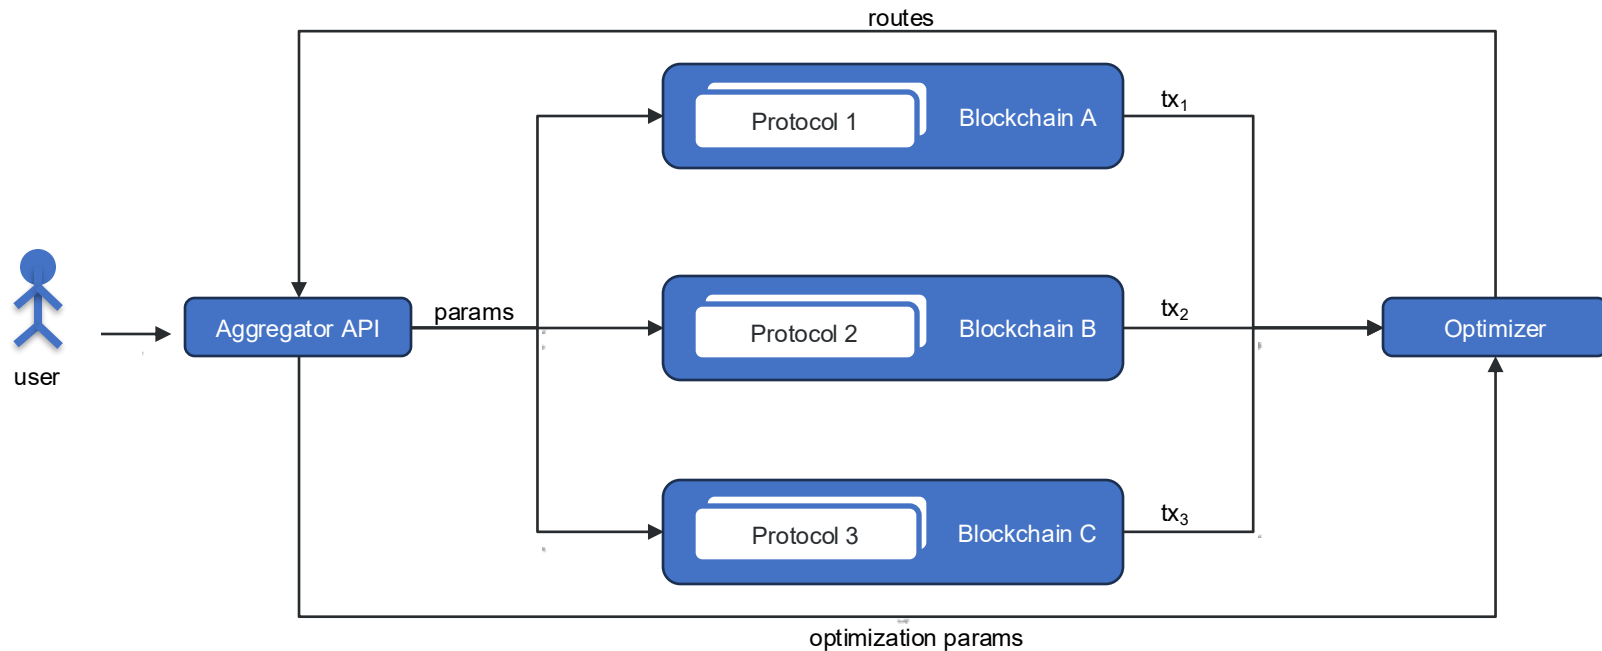 routes
Protocol 1
Blockchain A
tx₁
user
Aggregator API
params
Protocol 2
Blockchain B
tx₂
Optimizer
Protocol 3
Blockchain C
tx₃
optimization params